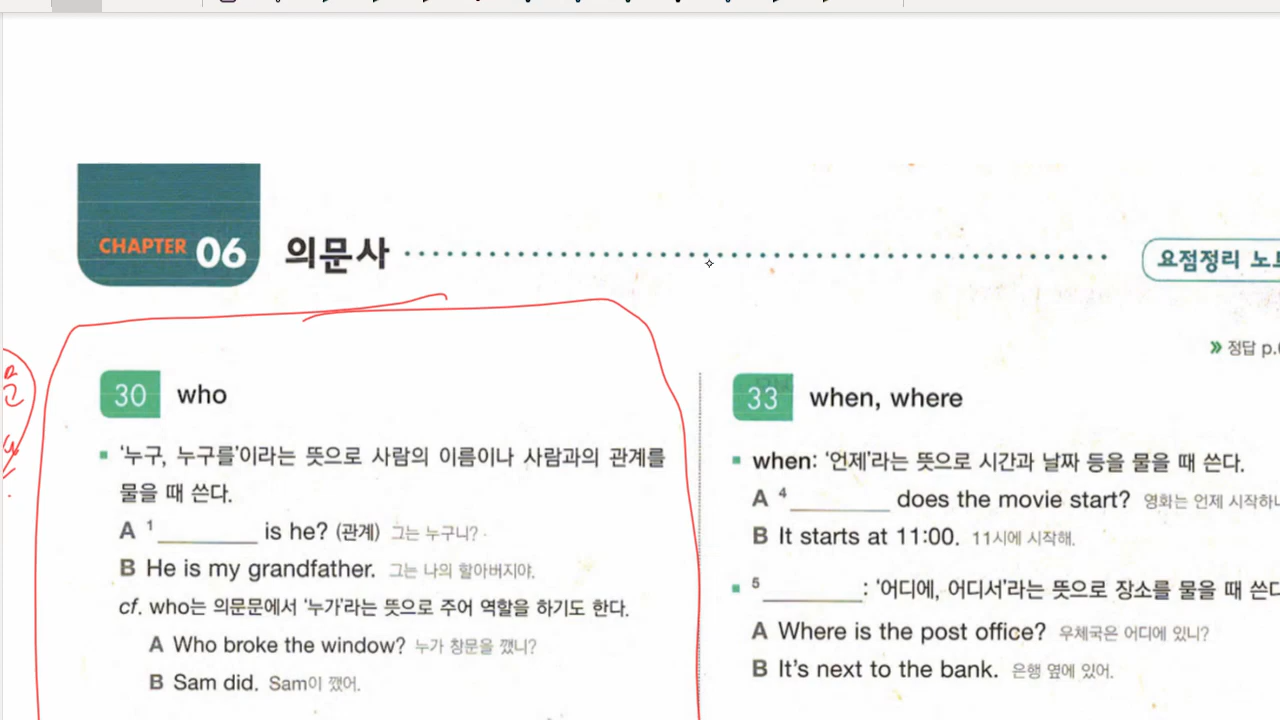 CHAPTER 06 의문사
요점정리 노트
정답 p.
30 who
'누구, 누구를'이라는 뜻으로 사람의 이름이나 사람과의 관계를
물을 때 쓴다.
A 1 __________ is he? (관계) 그는 누구니?
B He is my grandfather. 그는 나의 할아버지야.
cf. who는 의문문에서 '누가'라는 뜻으로 주어 역할을 하기도 한다.
A Who broke the window? 누가 창문을 깼니?
B Sam did. Sam이 깼어.
33 when, where
when: '언제'라는 뜻으로 시간과 날짜 등을 물을 때 쓴다.
A 4 __________ does the movie start? 영화는 언제 시작하니
B It starts at 11:00. 11시에 시작해.
5 __________: '어디에, 어디서'라는 뜻으로 장소를 물을 때 쓴다
A Where is the post office? 우체국은 어디에 있니?
B It's next to the bank. 은행 옆에 있어.